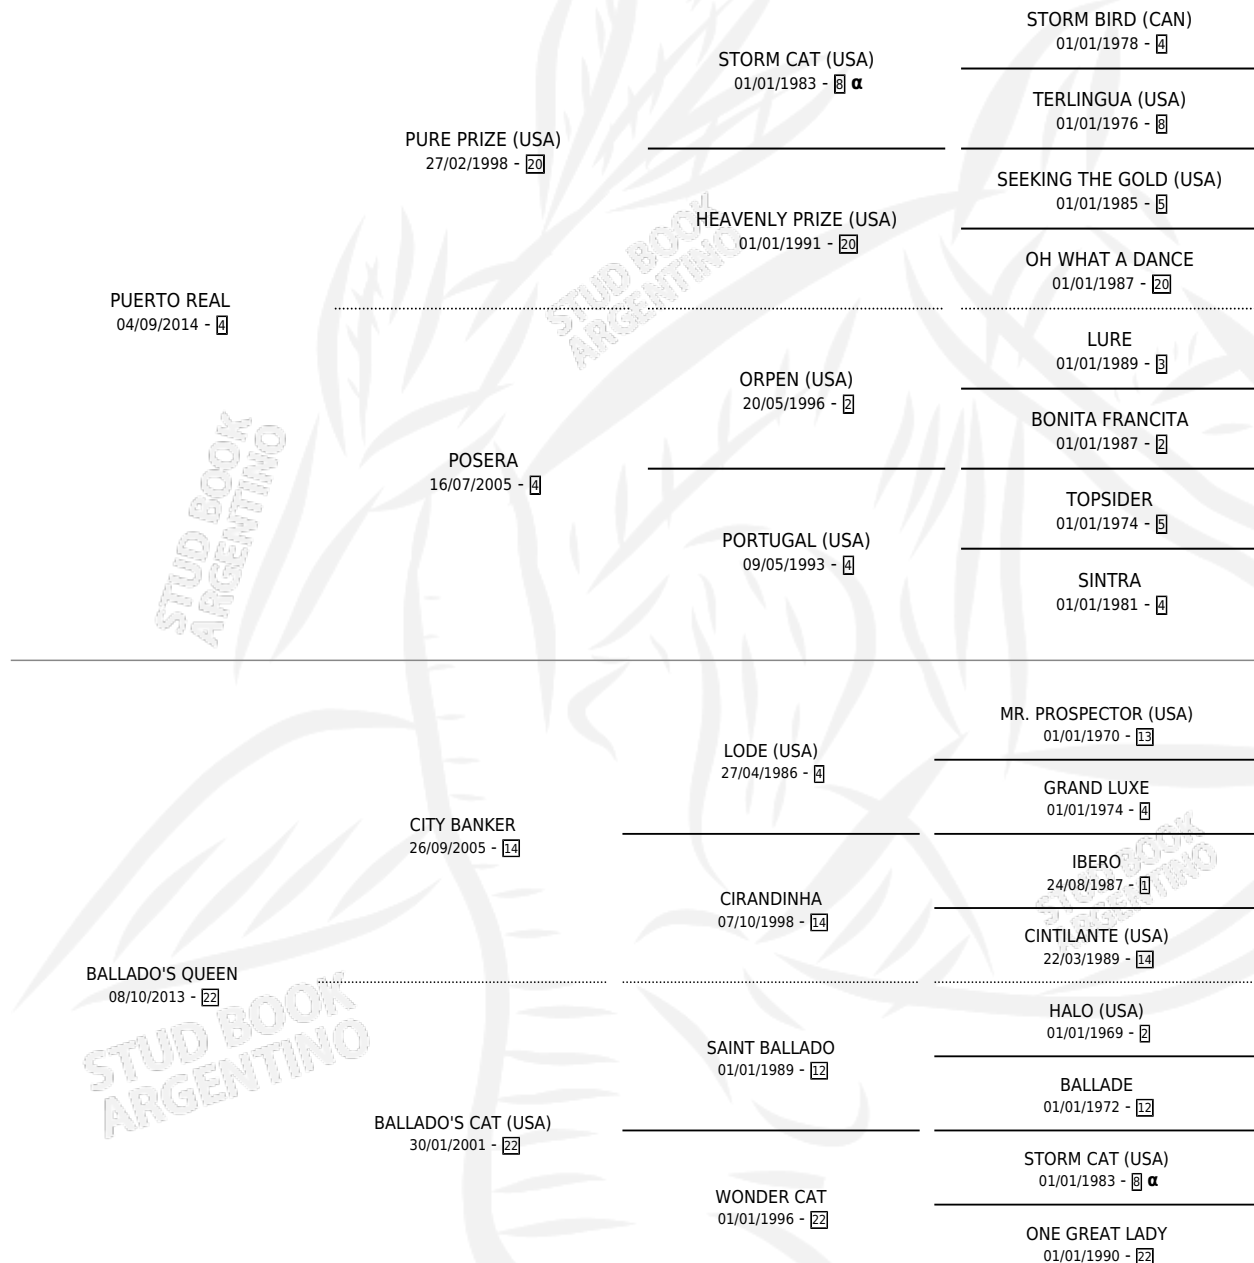 STORM BIRD (CAN)
01/01/1978 - 4
STORM CAT (USA)
01/01/1983 - 8 α
TERLINGUA (USA)
01/01/1976 - 8
PURE PRIZE (USA)
27/02/1998 - 20
SEEKING THE GOLD (USA)
01/01/1985 - 5
HEAVENLY PRIZE (USA)
01/01/1991 - 20
OH WHAT A DANCE
01/01/1987 - 20
PUERTO REAL
04/09/2014 - 4
LURE
01/01/1989 - 3
ORPEN (USA)
20/05/1996 - 2
BONITA FRANCITA
01/01/1987 - 2
POSERA
16/07/2005 - 4
TOPSIDER
01/01/1974 - 5
PORTUGAL (USA)
09/05/1993 - 4
SINTRA
01/01/1981 - 4
MR. PROSPECTOR (USA)
01/01/1970 - 13
LODE (USA)
27/04/1986 - 4
GRAND LUXE
01/01/1974 - 4
CITY BANKER
26/09/2005 - 14
IBERO
24/08/1987 - 1
CIRANDINHA
07/10/1998 - 14
CINTILANTE (USA)
22/03/1989 - 14
BALLADO'S QUEEN
08/10/2013 - 22
HALO (USA)
01/01/1969 - 2
SAINT BALLADO
01/01/1989 - 12
BALLADE
01/01/1972 - 12
BALLADO'S CAT (USA)
30/01/2001 - 22
STORM CAT (USA)
01/01/1983 - 8 α
WONDER CAT
01/01/1996 - 22
ONE GREAT LADY
01/01/1990 - 22
STUD BOOK
ARGENTINO
STUD BOOK
ARGENTINO
STUD BOOK
ARGENTINO
STUD BOOK
ARGENTINO